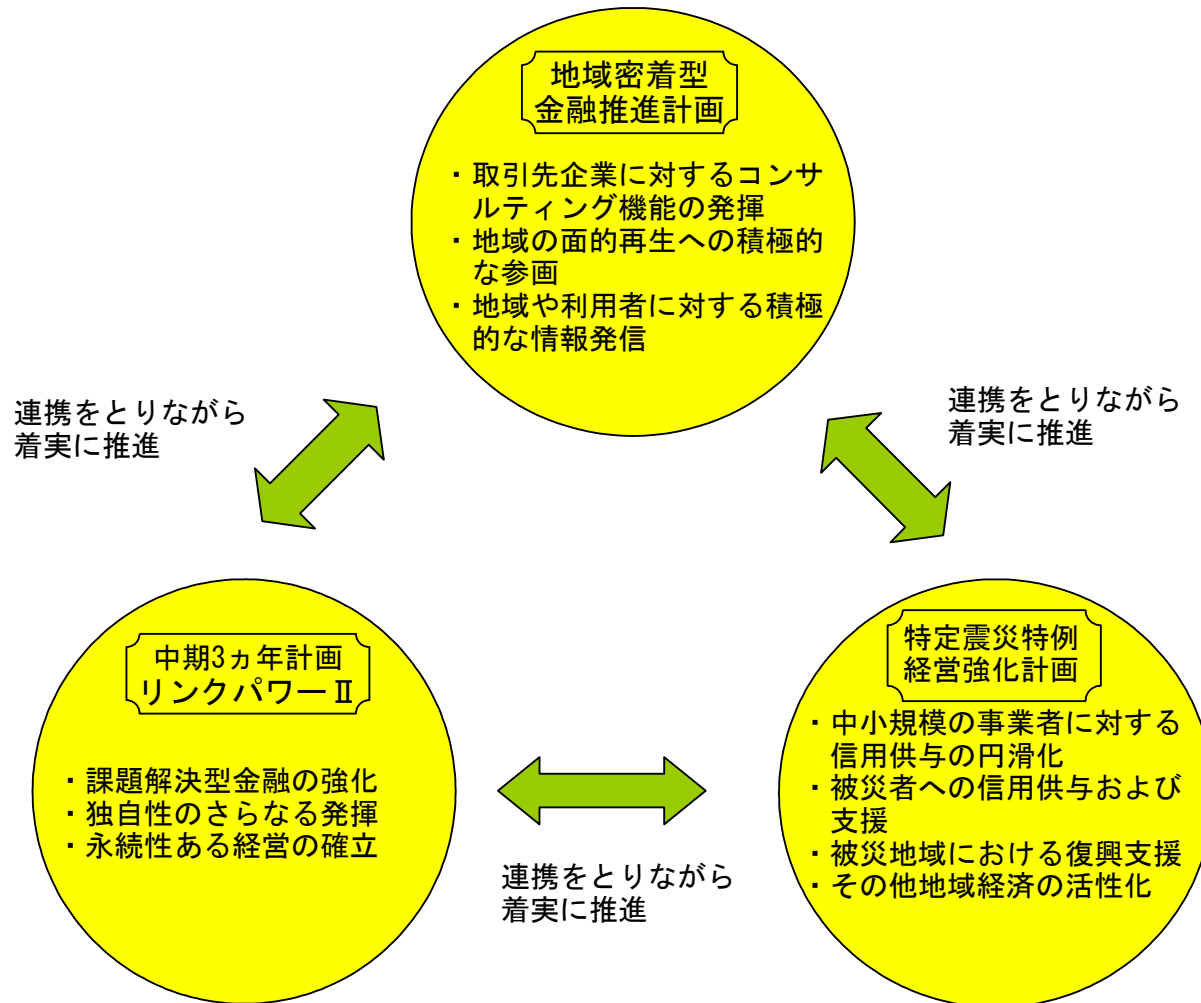 地域密着型
金融推進計画
・取引先企業に対するコンサ
ルティング機能の発揮
・地域の面的再生への積極的
な参画
・地域や利用者に対する積極
的な情報発信
連携をとりながら
着実に推進
連携をとりながら
着実に推進
中期3ヵ年計画
リンクパワーⅡ
・課題解決型金融の強化
・独自性のさらなる発揮
・永続性ある経営の確立
特定震災特例
経営強化計画
・中小規模の事業者に対する
信用供与の円滑化
・被災者への信用供与および
支援
・被災地域における復興支援
・その他地域経済の活性化
連携をとりながら
着実に推進